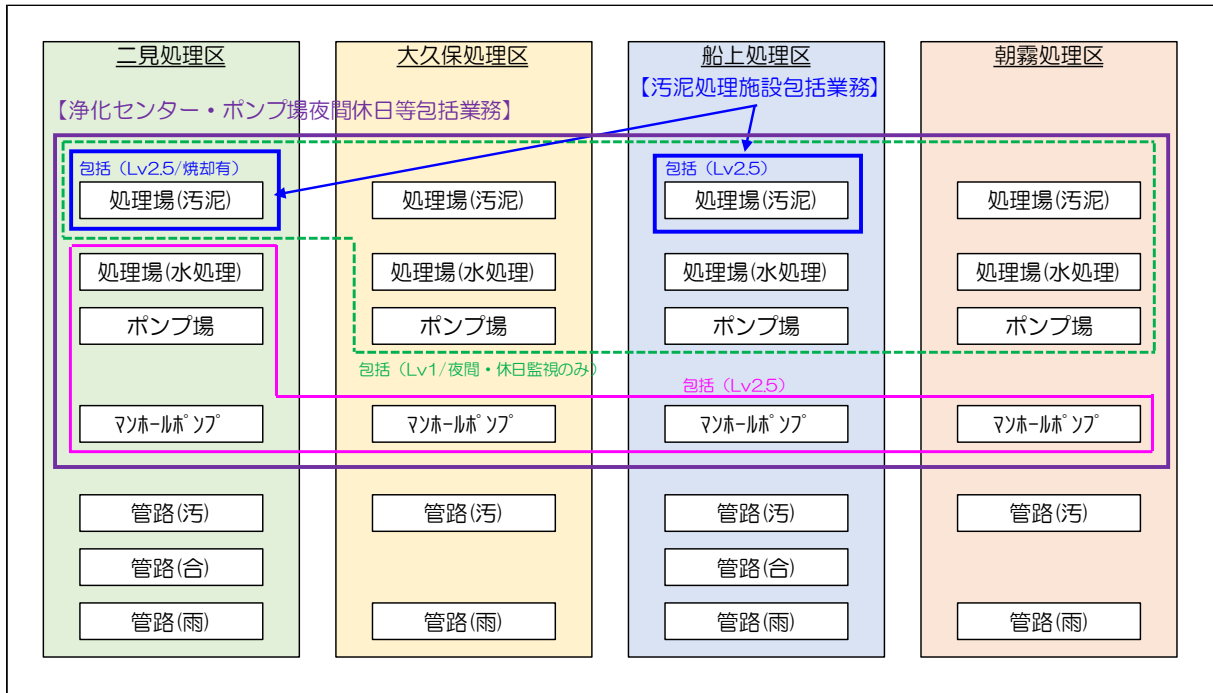 二見処理区
大久保処理区
船上処理区
朝霧処理区
【汚泥処理施設包括業務】
【浄化センター・ポンプ場夜間休日等包括業務】
包括（Lv2.5/焼却有）
包括（Lv2.5）
処理場(汚泥)
処理場(汚泥)
処理場(汚泥)
処理場(汚泥)
処理場(水処理)
処理場(水処理)
処理場(水処理)
処理場(水処理)
ポンプ場
ポンプ場
ポンプ場
ポンプ場
包括（Lv1/夜間・休日監視のみ）
包括（Lv2.5）
ﾏﾝﾎｰﾙﾎﾟﾝﾌﾟ
ﾏﾝﾎｰﾙﾎﾟﾝﾌﾟ
ﾏﾝﾎｰﾙﾎﾟﾝﾌﾟ
ﾏﾝﾎｰﾙﾎﾟﾝﾌﾟ
管路(汚)
管路(汚)
管路(汚)
管路(汚)
管路(合)
管路(合)
管路(雨)
管路(雨)
管路(雨)
管路(雨)